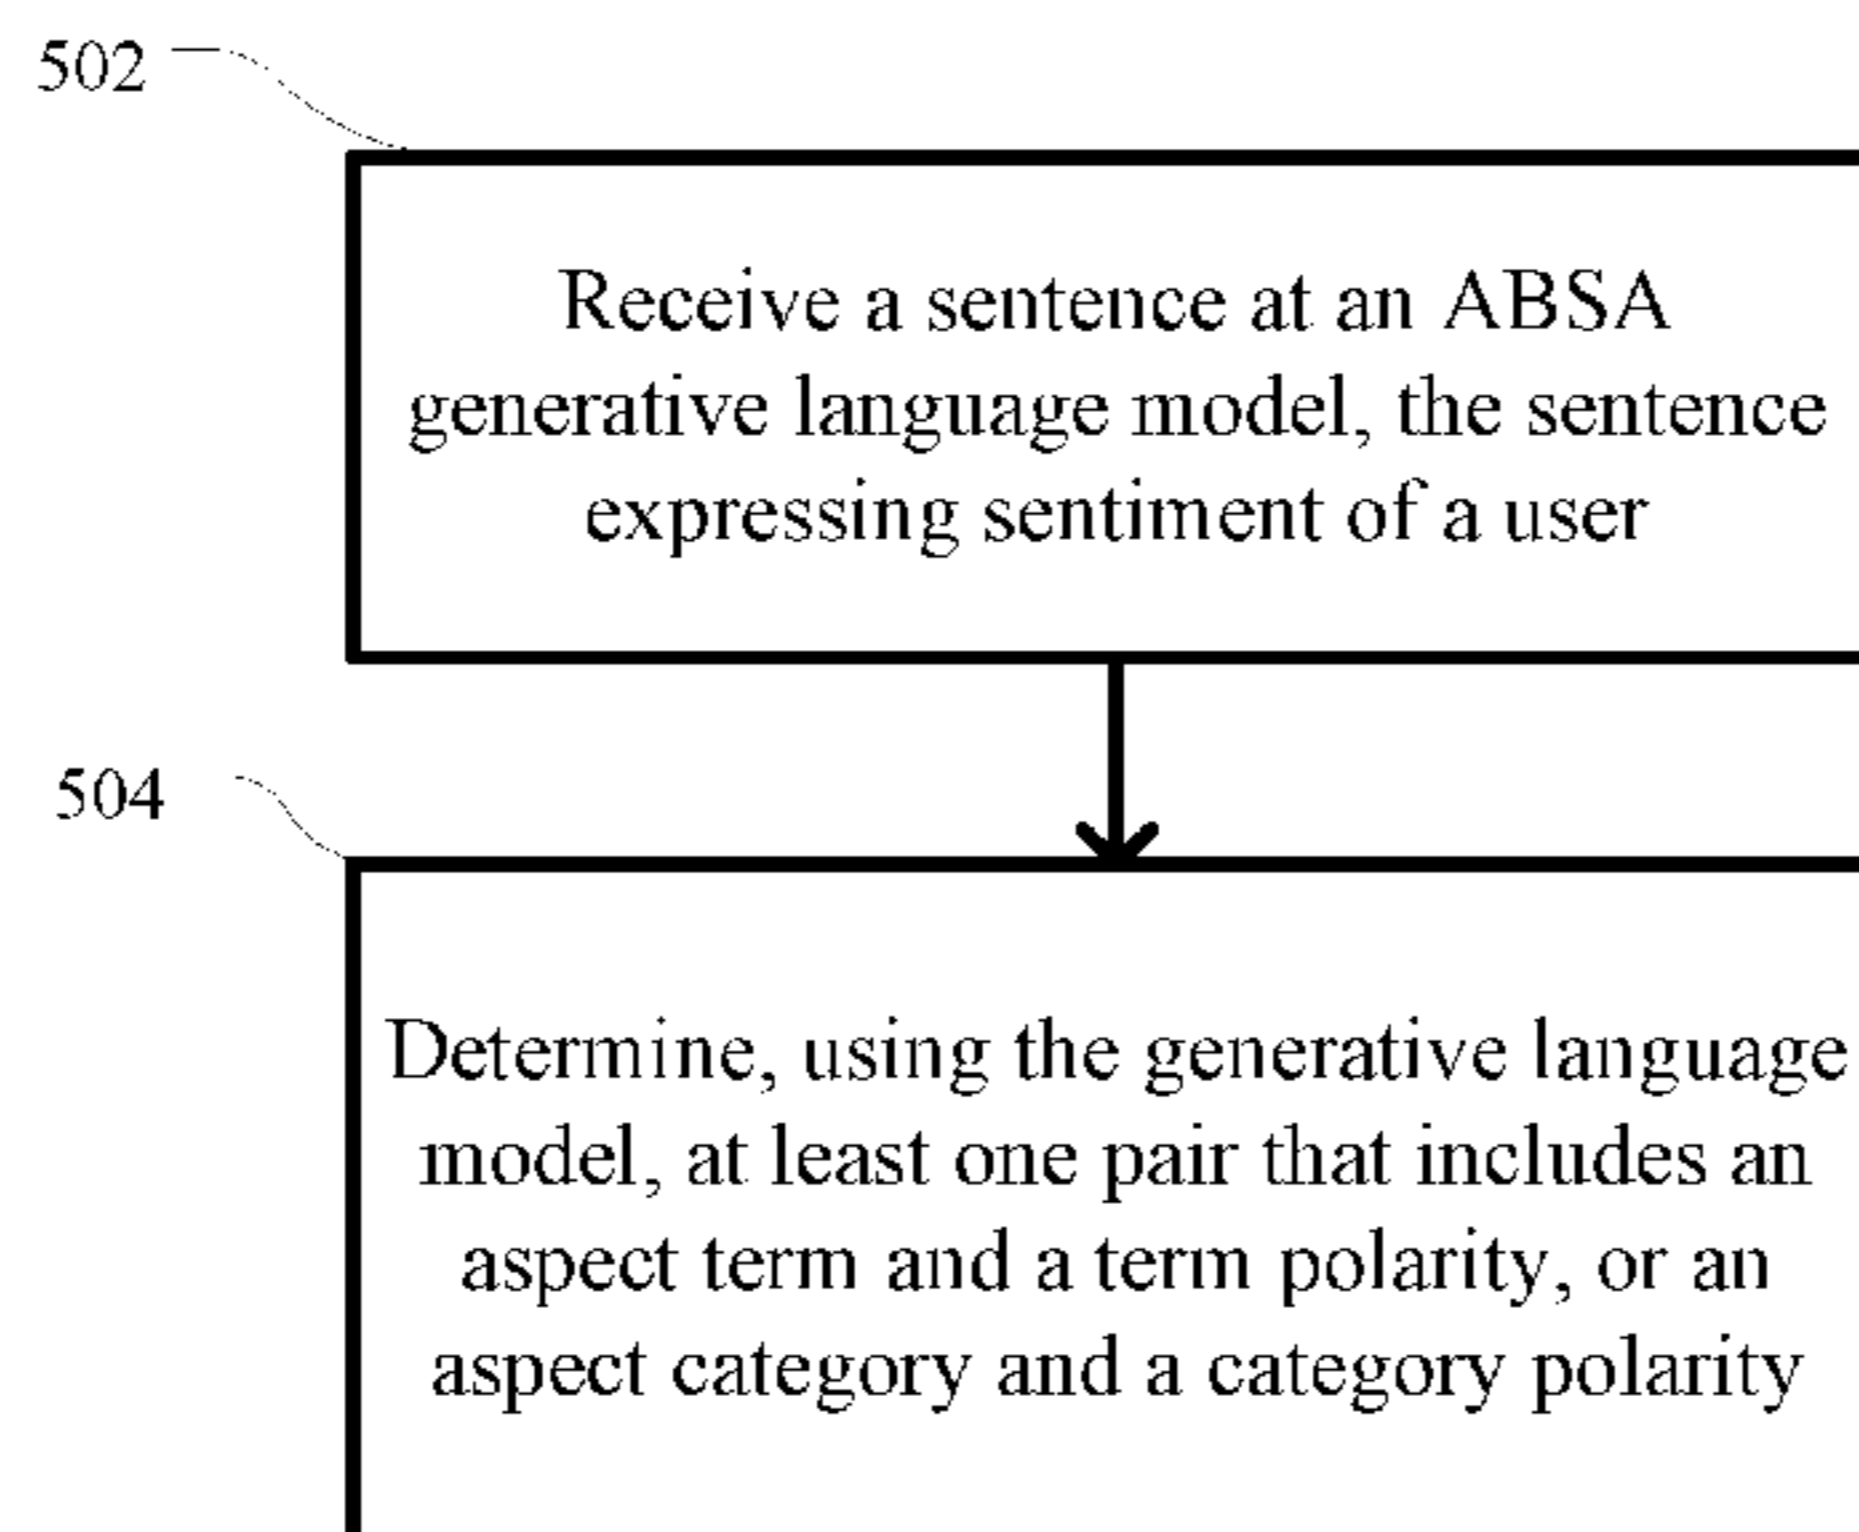 502
Receive a sentence at an ABSA
generative language model, the sentence
expressing sentiment of a user
504
Determine, using the generative language
model, at least one pair that includes an
aspect term and a term polarity, or an
aspect category and a category polarity